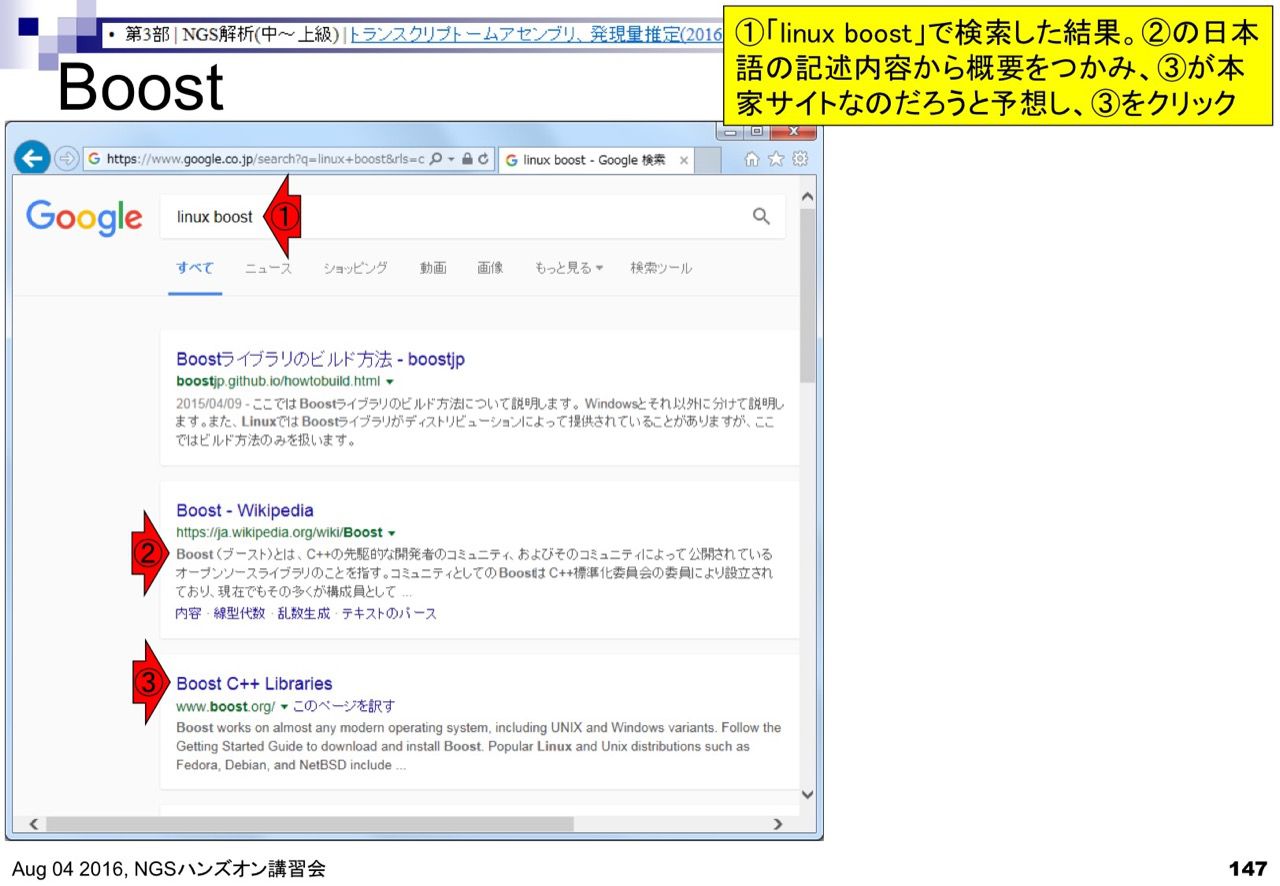 • 第3部 | NGS解析(中～上級) | トランスクリプトームアセンブリ、発現量推定(2016
①「linux boost」で検索した結果。②の日本
語の記述内容から概要をつかみ、③が本
家サイトなのだろうと予想し、③をクリック
Boost
G https://www.google.co.jp/search?q=linux+boost&rls=c
G linux boost - Google 検索 ×
Google
linux boost
①
すべて ニュース ショッピング 動画 画像 もっと見る 検索ツール
Boostライブラリのビルド方法 - boostjp
boostjp.github.io/howtobuild.html
2015/04/09 - ここではBoostライブラリのビルド方法について説明します。 Windowsとそれ以外に分けて説明し
ます。また、LinuxではBoostライブラリがディストリビューションによって提供されていることがありますが、ここ
ではビルド方法のみを扱います。
Boost - Wikipedia
https://ja.wikipedia.org/wiki/Boost
②
Boost（ブースト）とは、C++の先駆的な開発者のコミュニティ、およびそのコミュニティによって公開されている
オープンソースライブラリのことを指す。コミュニティとしてのBoostはC++標準化委員会の委員により設立され
ており、現在でもその多くが構成員として ...
内容 · 線型代数 · 乱数生成 · テキストのパース
③
Boost C++ Libraries
www.boost.org/ このページを訳す
Boost works on almost any modern operating system, including UNIX and Windows variants. Follow the
Getting Started Guide to download and install Boost. Popular Linux and Unix distributions such as
Fedora, Debian, and NetBSD include ...
Aug 04 2016, NGSハンズオン講習会
147